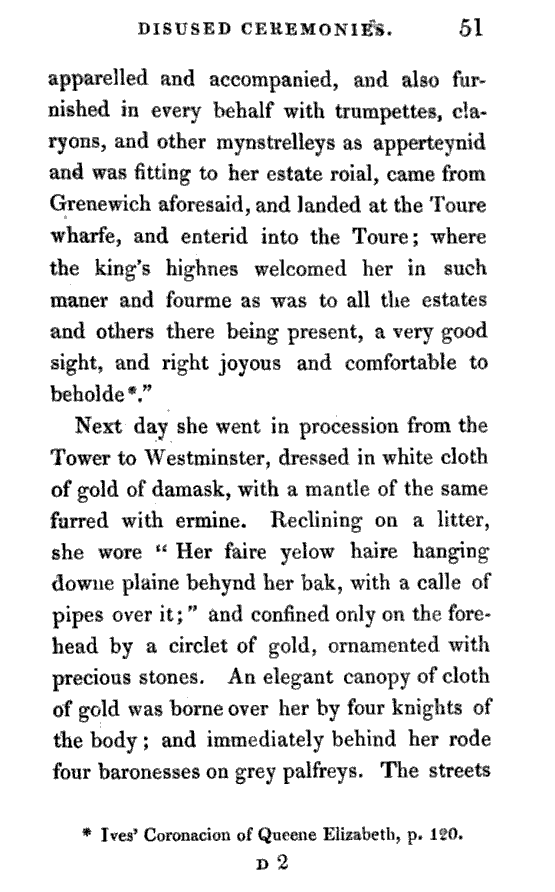 DISUSED CEREMONIES. 51
apparelled and accompanied, and also fur-
nished in every behalf with trumpettes, cla-
ryons, and other mynstrelleys as apperteynid
and was fitting to her estate roial, came from
Grenewich aforesaid, and landed at the Toure
wharfe, and enterid into the Toure; where
the king's highnes welcomed her in such
maner and fourme as was to all the estates
and others there being present, a very good
sight, and right joyous and comfortable to
beholde*."
Next day she went in procession from the
Tower to Westminster, dressed in white cloth
of gold of damask, with a mantle of the same
furred with ermine. Reclining on a litter,
she wore " Her faire yelow haire hanging
downe plaine behynd her bak, with a calle of
pipes over it;" and confined only on the fore-
head by a circlet of gold, ornamented with
precious stones. An elegant canopy of cloth
of gold was borne over her by four knights of
the body; and immediately behind her rode
four baronesses on grey palfreys. The streets
* Ives' Coronacion of Queene Elizabeth, p. 120.
D 2